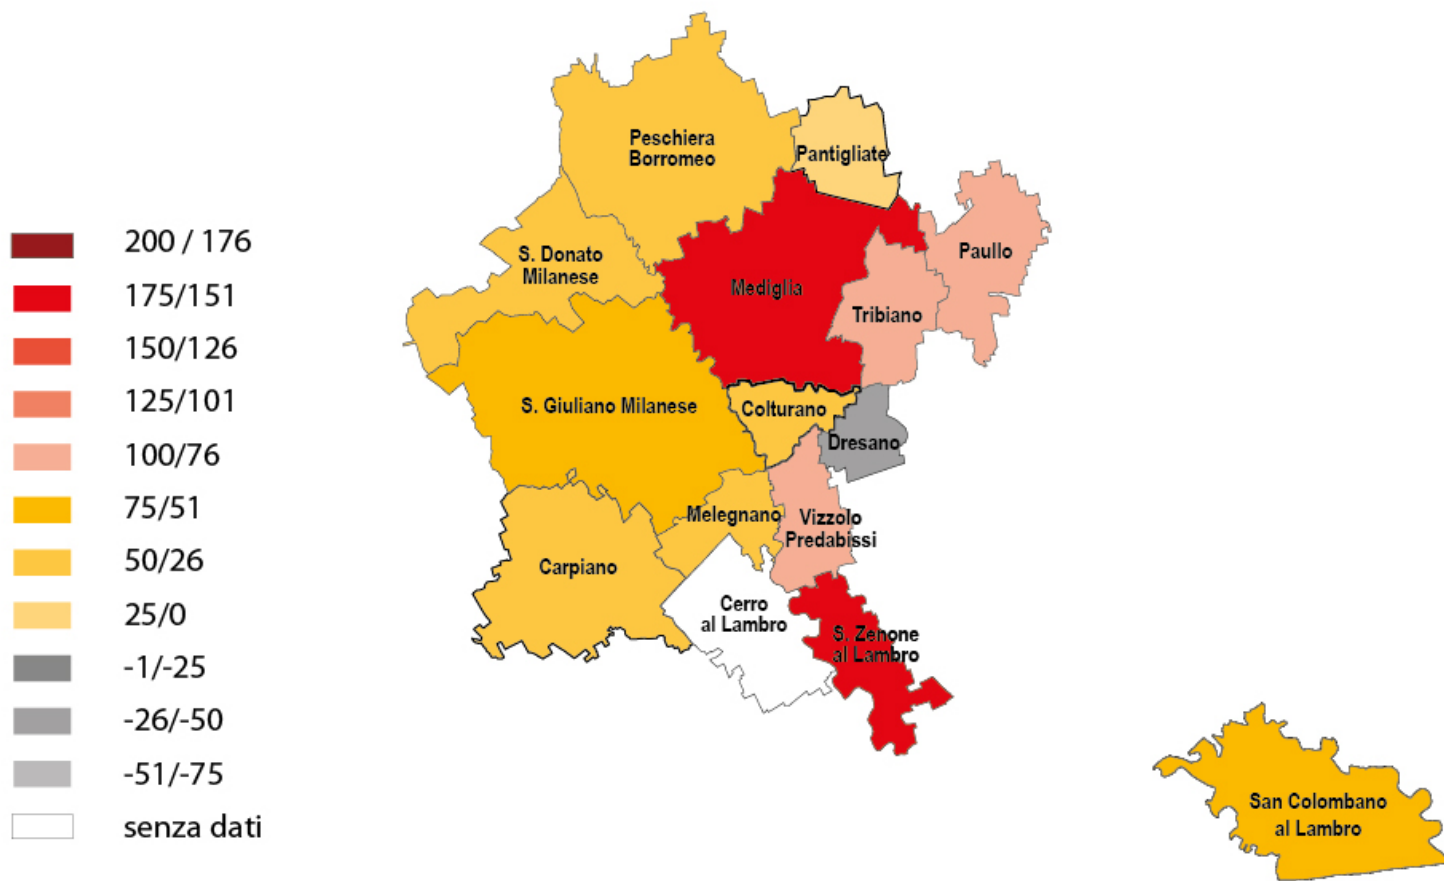 200 / 176
175/151
150/126
125/101
100/76
75/51
50/26
25/0
-1/-25
-26/-50
-51/-75
senza dati
Peschiera
Borromeo
Pantigliate
S. Donato
Milanese
Paullo
Mediglia
Tribiano
S. Giuliano Milanese
Colturano
Dresano
Melegnano
Vizzolo
Predabissi
Carpiano
Cerro
al Lambro
S. Zenone
al Lambro
San Colombano
al Lambro